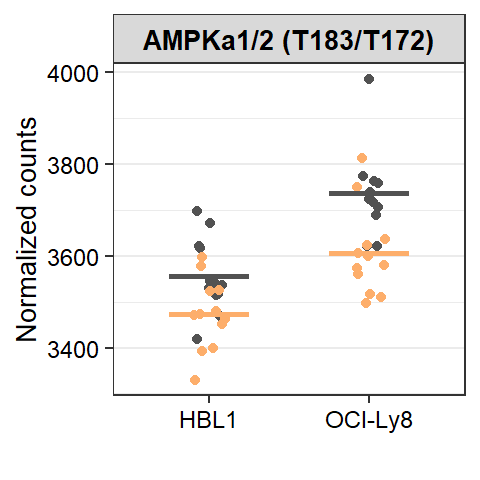 AMPKa1/2 (T183/T172)
Normalized counts
4000
3800
3600
3400
HBL1
OCI-Ly8